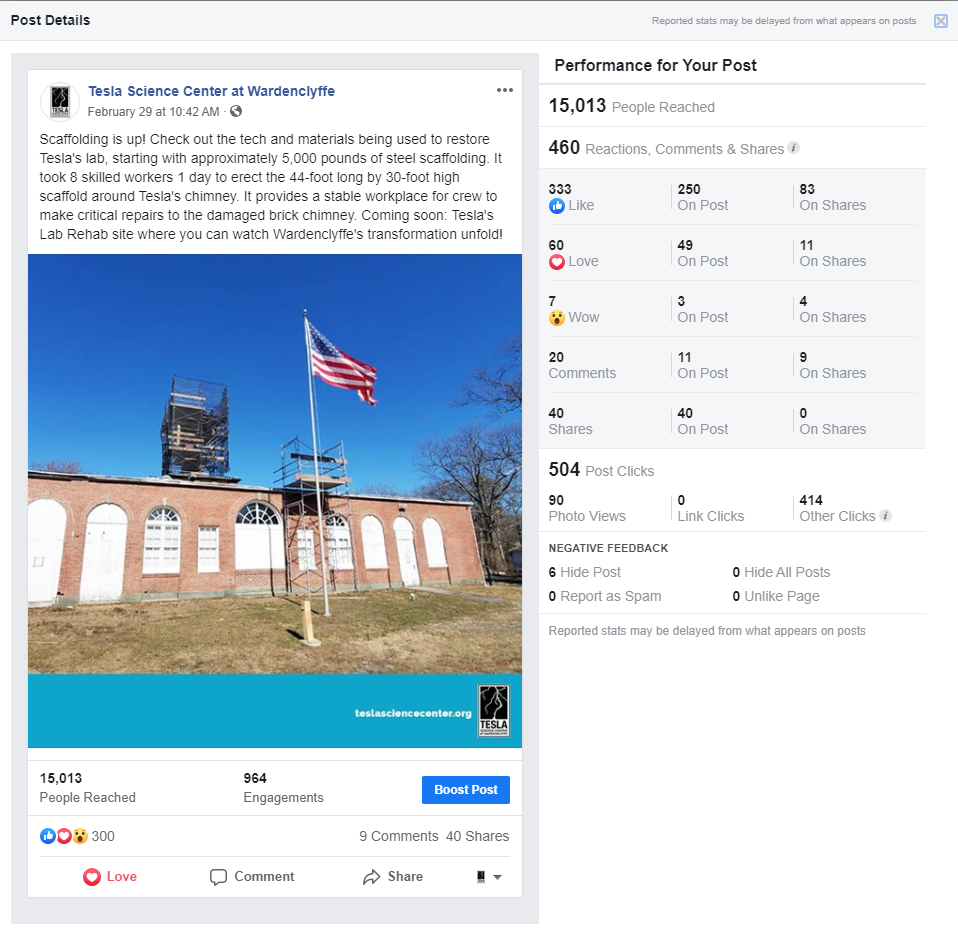 Post Details
Reported stats may be delayed from what appears on posts
TESLA
Tesla Science Center at Wardenclyffe
February 29 at 10:42 AM ·
Scaffolding is up! Check out the tech and materials being used to restore
Tesla's lab, starting with approximately 5,000 pounds of steel scaffolding. It
took 8 skilled workers 1 day to erect the 44-foot long by 30-foot high
scaffold around Tesla's chimney. It provides a stable workplace for crew to
make critical repairs to the damaged brick chimney. Coming soon: Tesla's
Lab Rehab site where you can watch Wardenclyffe's transformation unfold!
teslasciencecenter.org
TESLA
SCIENCE CENTER
AT WARDENCLYFFE
15,013
People Reached
964
Engagements
Boost Post
300
9 Comments 40 Shares
Love
Comment
Share
Performance for Your Post
15,013 People Reached
460 Reactions, Comments & Shares
333
Like
250
On Post
83
On Shares
60
Love
49
On Post
11
On Shares
7
Wow
3
On Post
4
On Shares
20
Comments
11
On Post
9
On Shares
40
Shares
40
On Post
0
On Shares
504 Post Clicks
90
Photo Views
0
Link Clicks
414
Other Clicks
NEGATIVE FEEDBACK
6 Hide Post
0 Hide All Posts
0 Report as Spam
0 Unlike Page
Reported stats may be delayed from what appears on posts